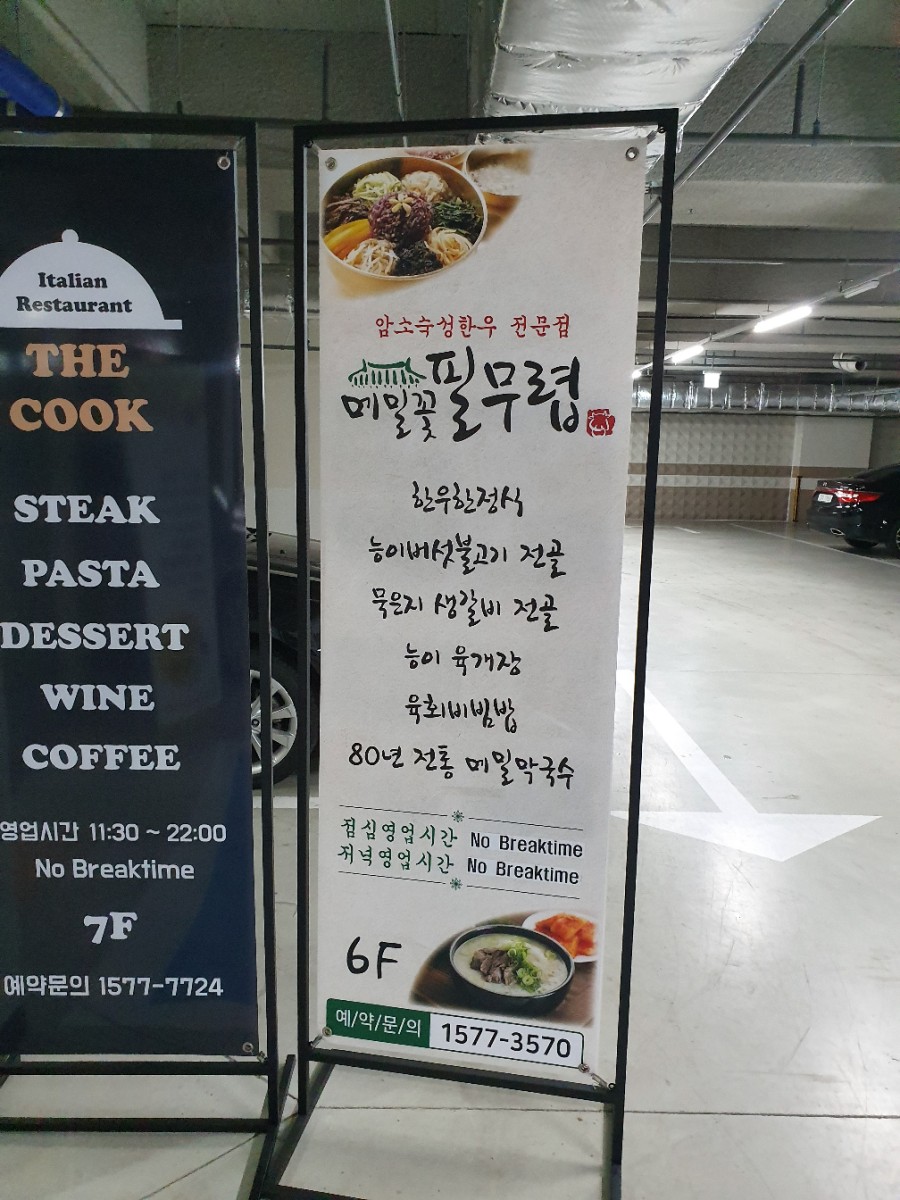 Italian
Restaurant
THE
COOK
STEAK
PASTA
DESSERT
WINE
COFFEE
영업시간 11:30 ~ 22:00
No Breaktime
7F
예약문의 1577-7724
암소숙성한우 전문점
메밀꽃필무렵
한우한정식
능이버섯불고기 전골
묵은지 생갈비 전골
능이 육개장
육회비빔밥
80년 전통 메밀막국수
점심영업시간 No Breaktime
저녁영업시간 No Breaktime
6F
예/약/문/의 1577-3570